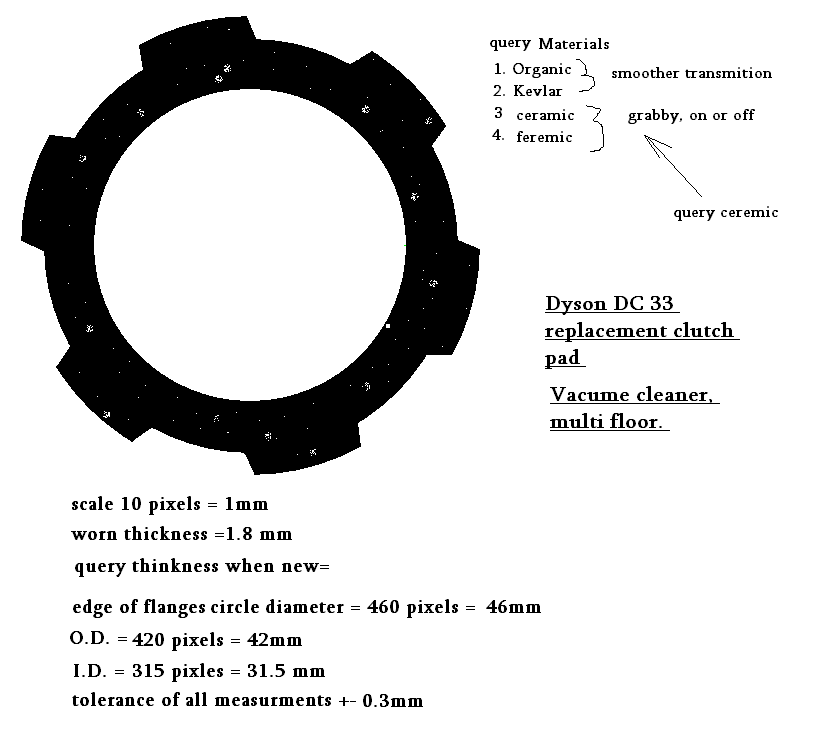 query Materials
1. Organic
2. Kevlar
smoother transmition
3 ceramic
4. feremic
grabby, on or off
query ceremic
Dyson DC 33
replacement clutch
pad
Vacume cleaner,
multi floor.
scale 10 pixels = 1mm
worn thickness =1.8 mm
query thinkness when new=
edge of flanges circle diameter = 460 pixels = 46mm
O.D. = 420 pixels = 42mm
I.D. = 315 pixles = 31.5 mm
tolerance of all measurments +- 0.3mm